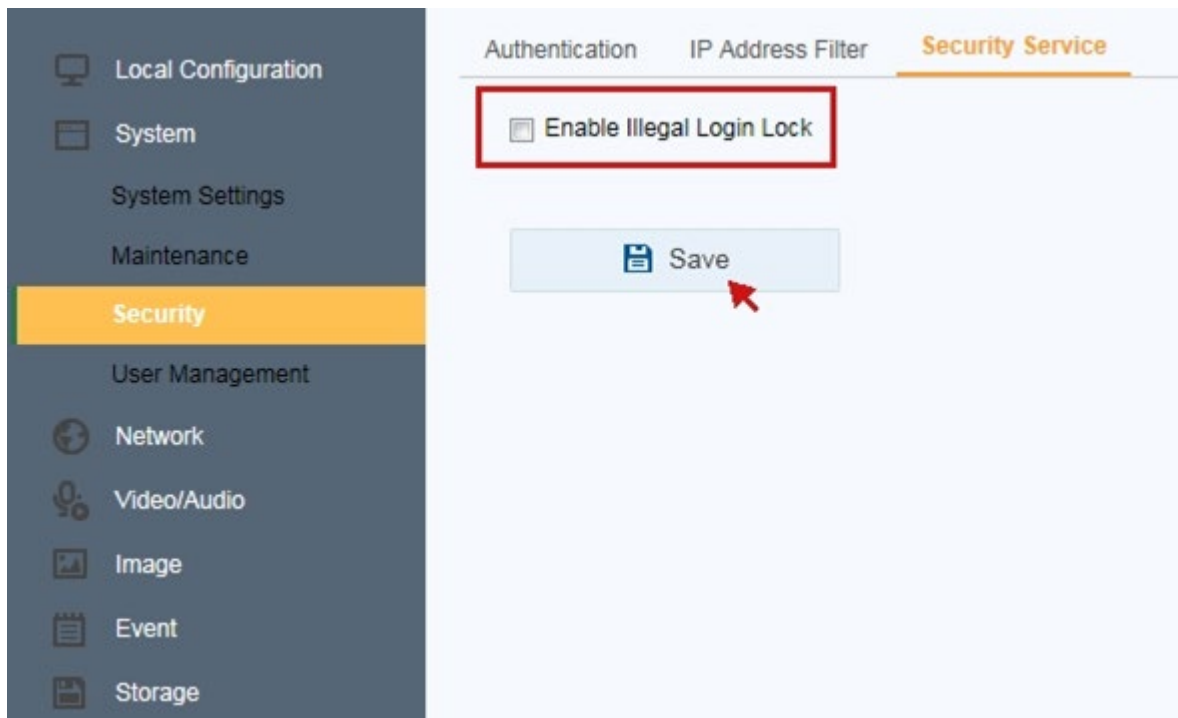 Local Configuration
System
System Settings
Maintenance
Security
User Management
Network
Video/Audio
Image
Event
Storage
Authentication IP Address Filter Security Service
Enable Illegal Login Lock
Save